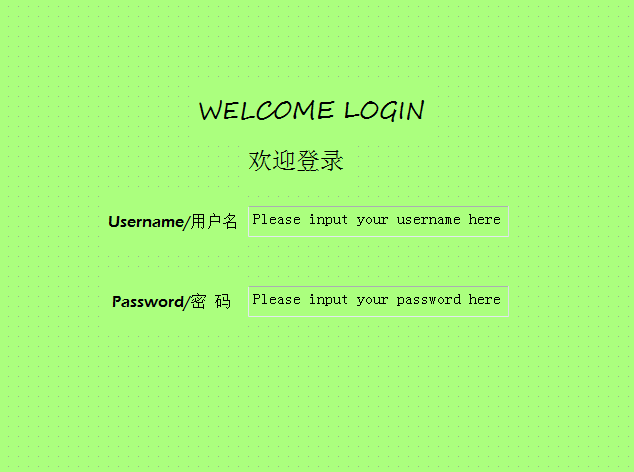 WELCOME LOGIN
欢迎登录
Username/用户名 Please input your username here
Password/密 码 Please input your password here